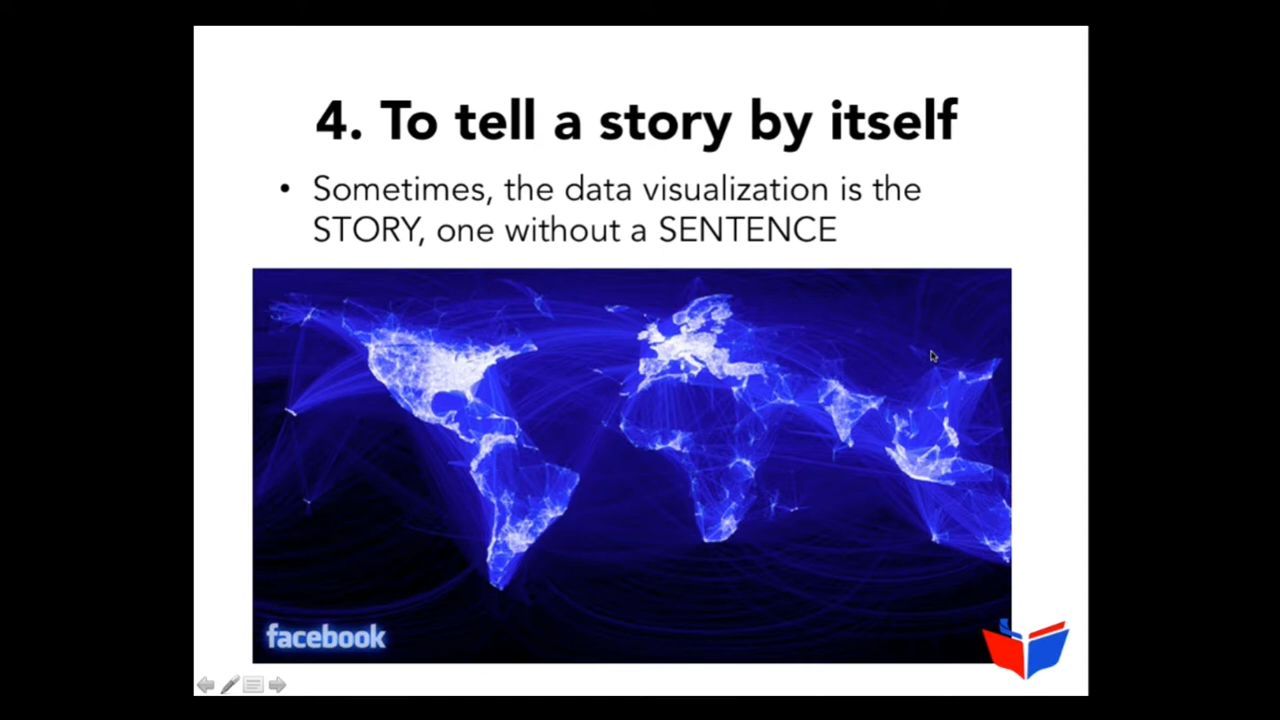 4. To tell a story by itself
• Sometimes, the data visualization is the
STORY, one without a SENTENCE
facebook